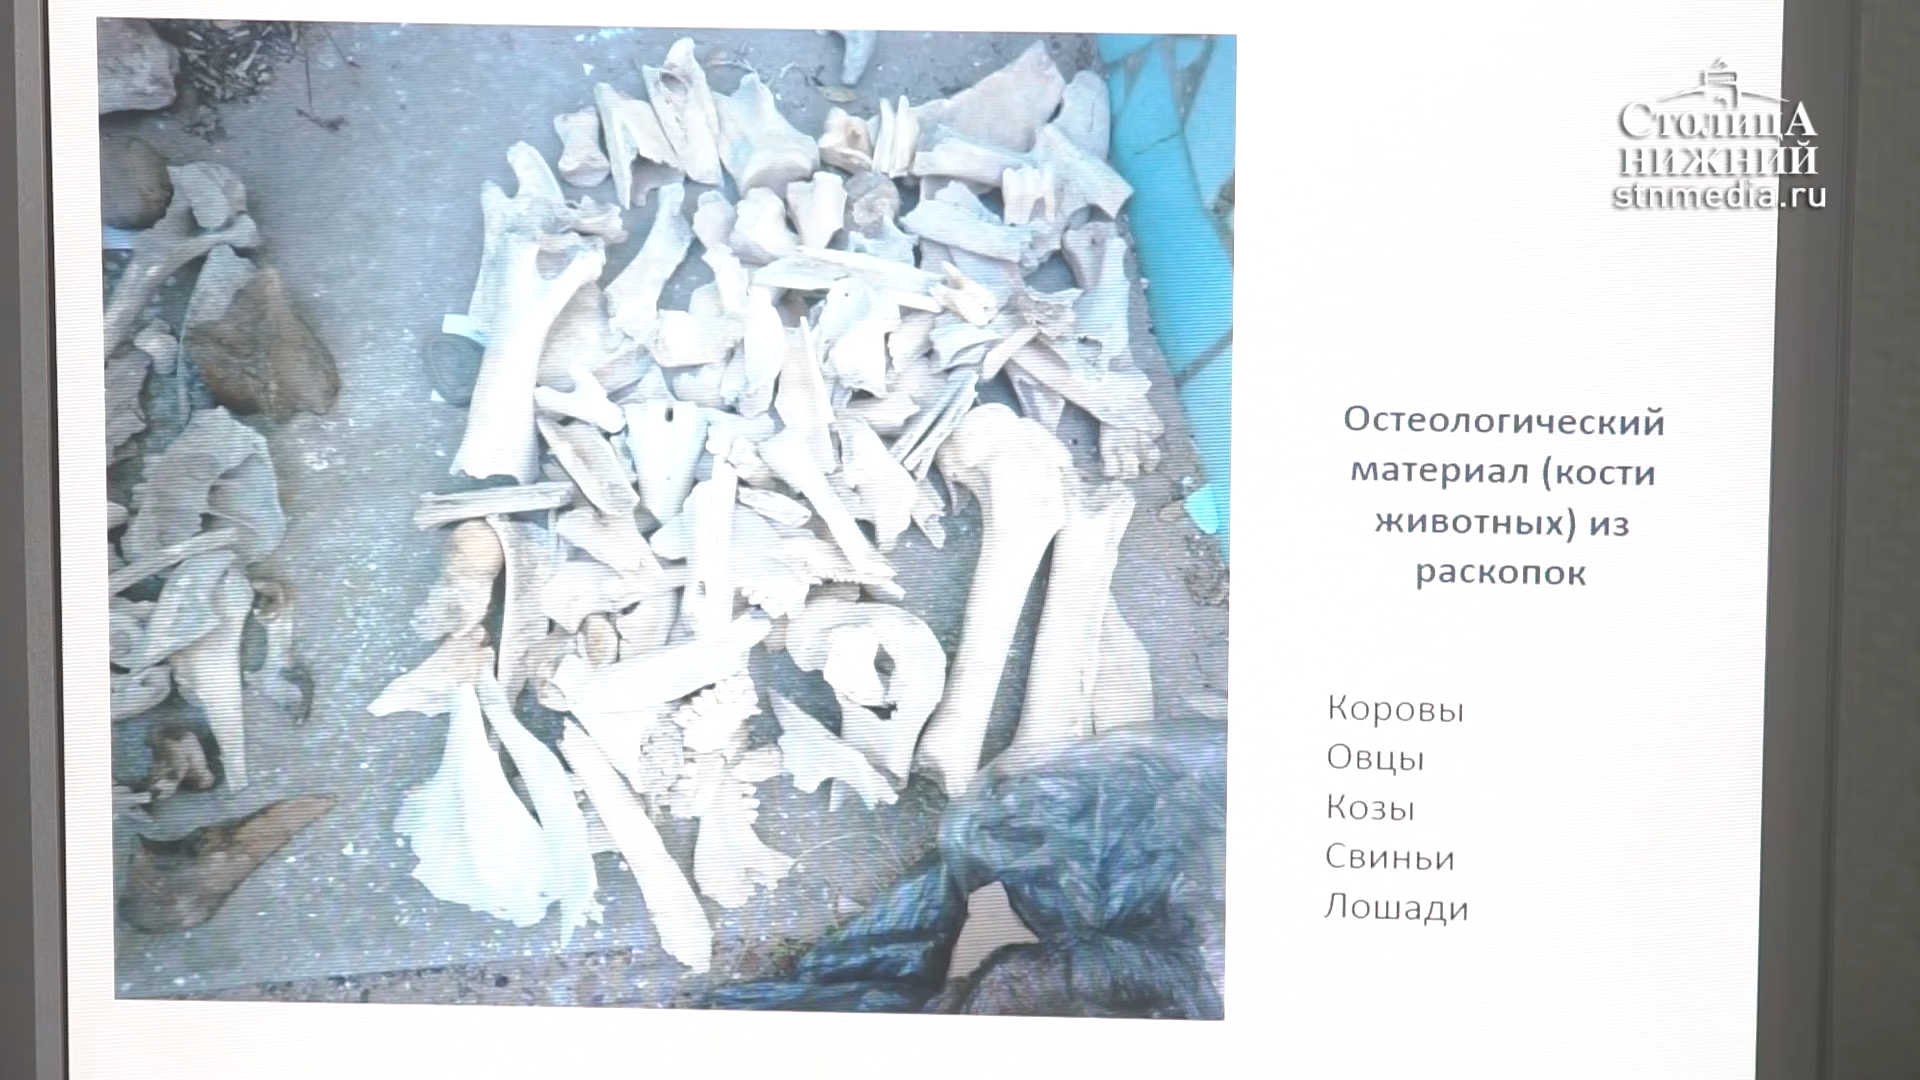 СтолицА
нижний
stnmedia.ru
Остеологический
материал (кости
животных) из
раскопок
Коровы
Овцы
Козы
Свиньи
Лошади